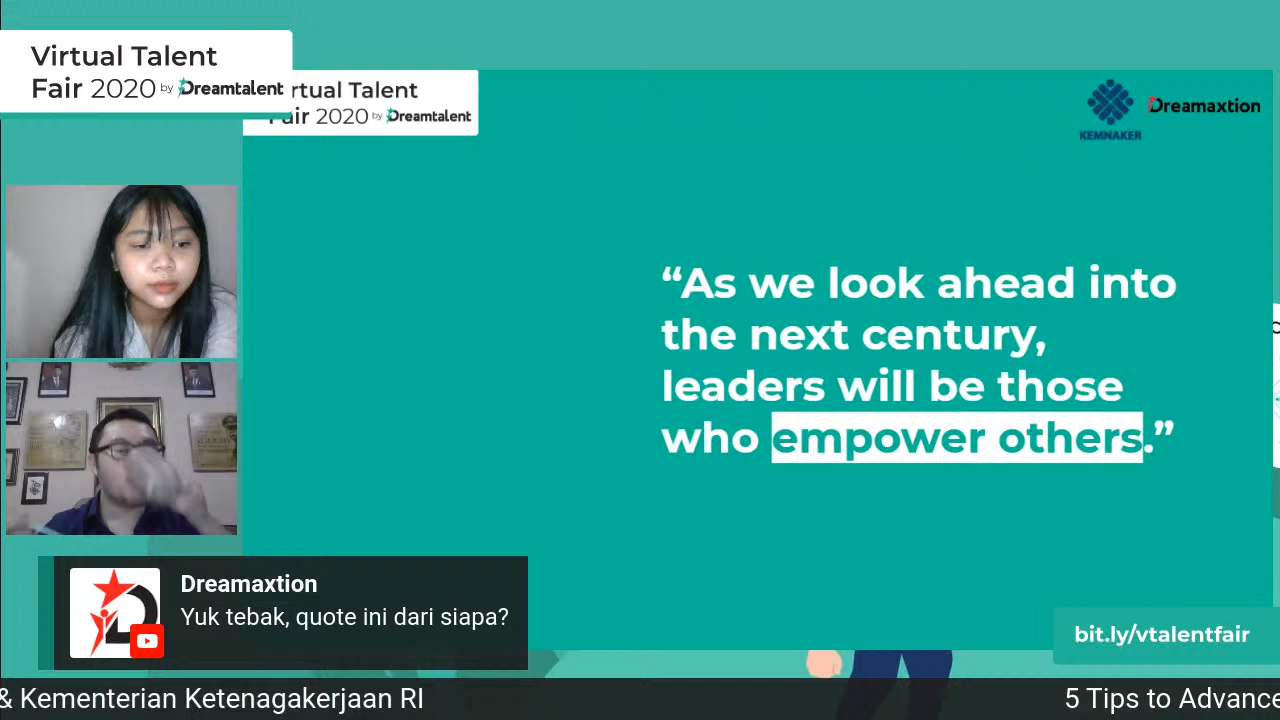 Virtual Talent
Fair 2020 by Dreamtalent
rtual Talent
Fair 2020 by Dreamtalent
KEMNAKER
Dreamaxtion
“As we look ahead into
the next century,
leaders will be those
who empower others.”
Dreamaxtion
Yuk tebak, quote ini dari siapa?
bit.ly/vtalentfair
& Kementerian Ketenagakerjaan RI
5 Tips to Advance